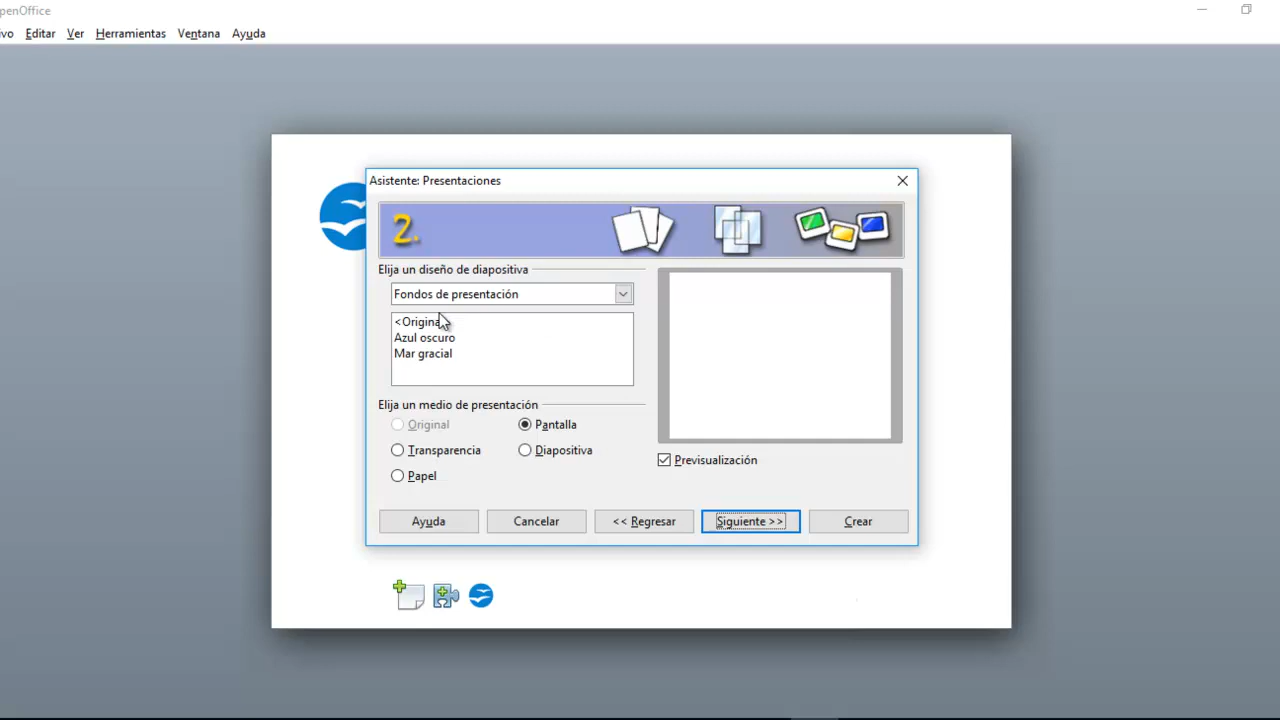 penOffice
vo Editar Ver Herramientas Ventana Ayuda
Asistente: Presentaciones
2.
Elija un diseño de diapositiva
Fondos de presentación
<Origina
Azul oscuro
Mar gracial
Elija un medio de presentación
Original
Pantalla
Transparencia
Diapositiva
Papel
Previsualización
Ayuda
Cancelar
<< Regresar
Siguiente >>
Crear